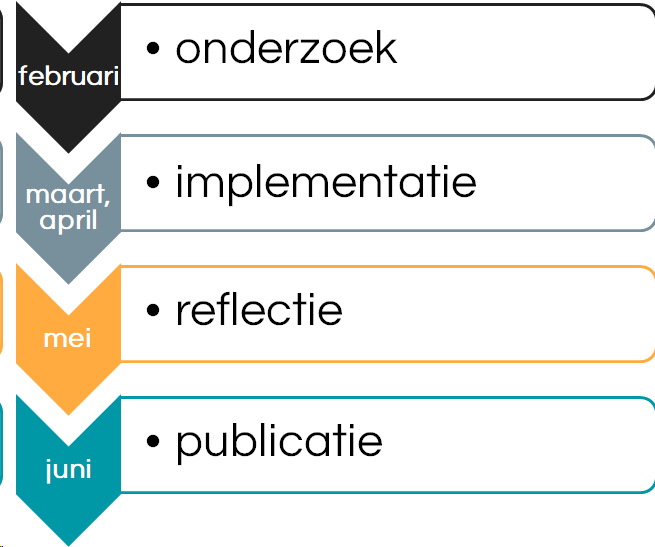 februari
• onderzoek
maart,
april
• implementatie
mei
• reflectie
juni
• publicatie